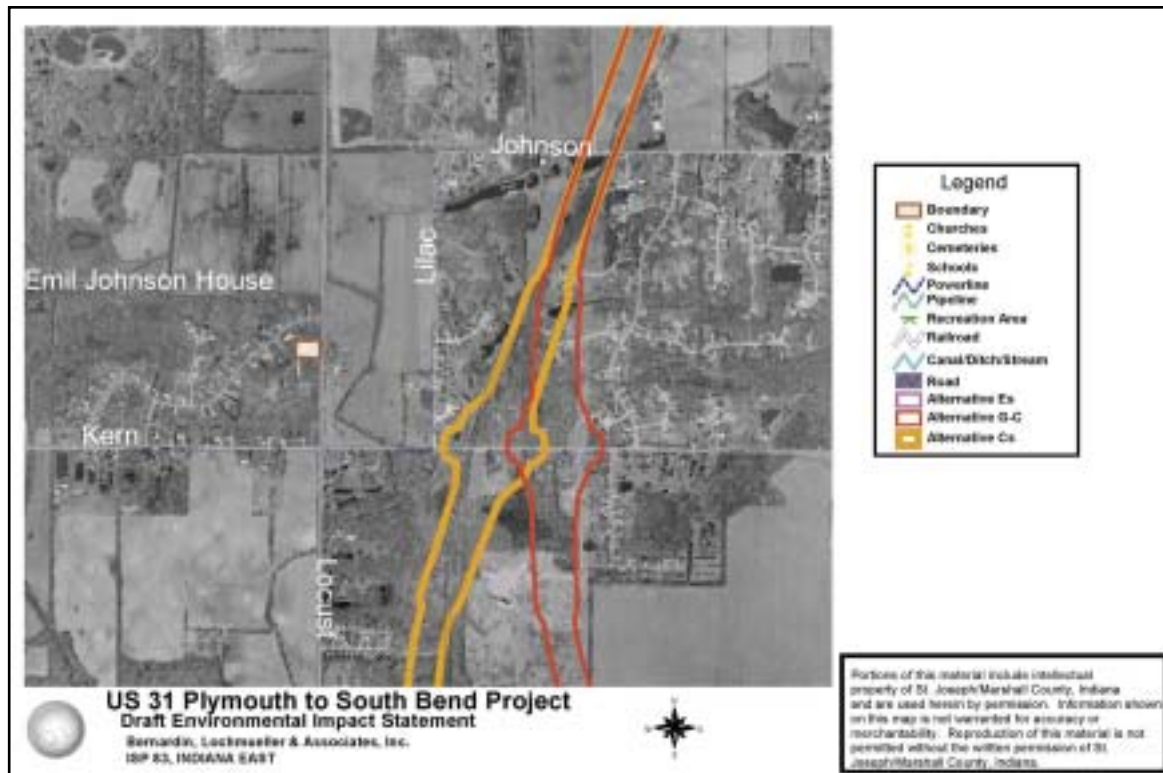 Johnson
Lilac
Emil Johnson House
Kern
Locust
Legend
Boundary
Churches
Cemeteries
Schools
Powerline
Pipeline
Recreation Area
Railroad
Canal/Ditch/Stream
Road
Alternative Es
Alternative G-C
Alternative Cs
US 31 Plymouth to South Bend Project
Draft Environmental Impact Statement
Bernardin, Lochmueller & Associates, Inc.
ISP 83, INDIANA EAST
Portions of this material include intellectual
property of St. Joseph/Marshall County, Indiana
and are used herein by permission. Information shown
on this map is not warranted for accuracy or
merchantability. Reproduction of this material is not
permitted without the written permission of St.
Joseph/Marshall County, Indiana.